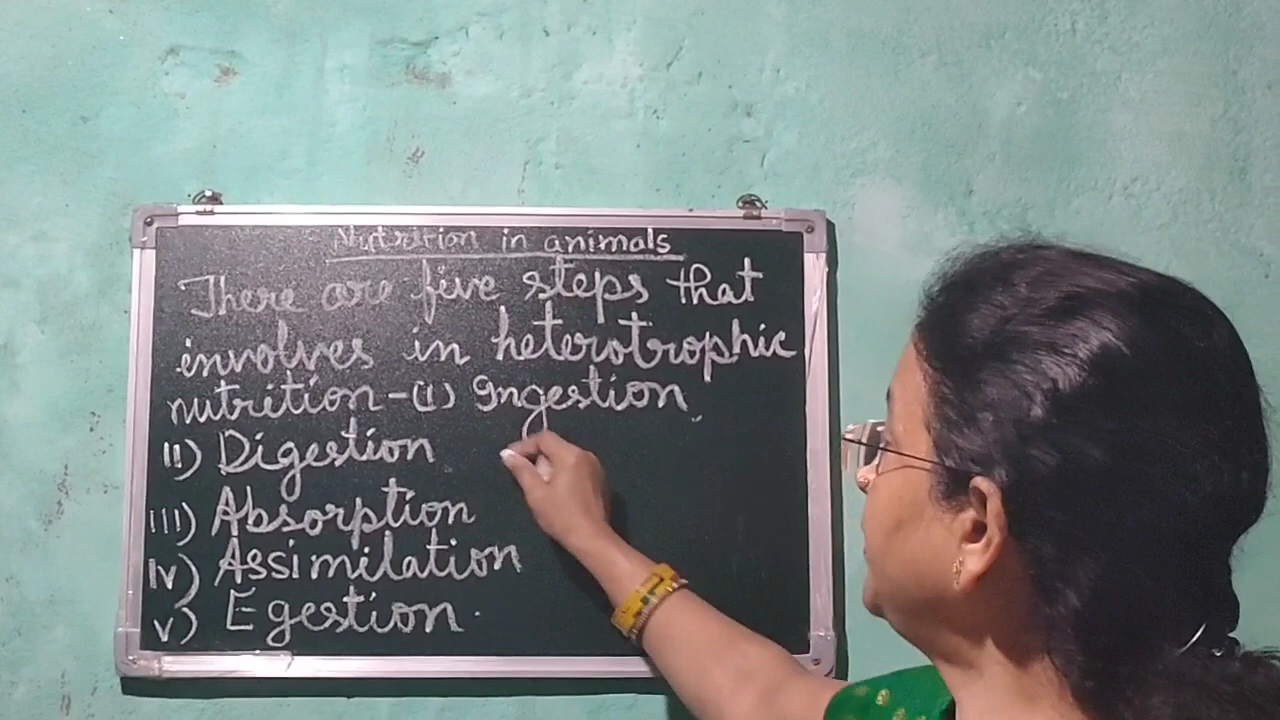 Nutrition in animals
There are five steps that
involves in heterotrophic
nutrition-(i) Ingestion
ii) Digestion
iii) Absorption
iv) Assimilation
v) Egestion.